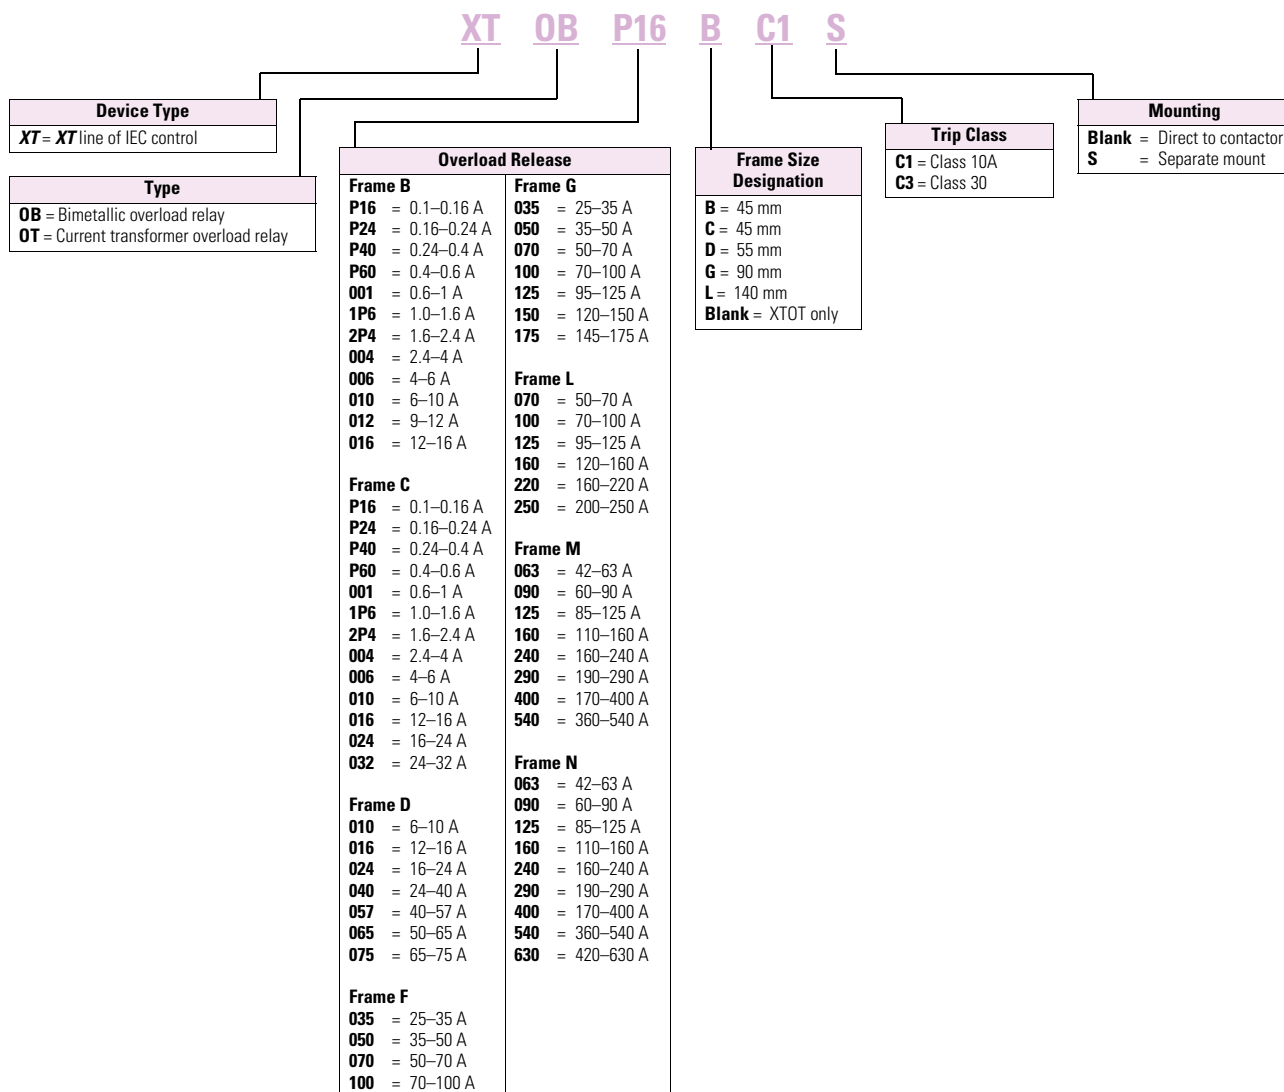 XT OB P16 B C1 S
Device Type
XT = XT line of IEC control
Type
OB = Bimetallic overload relay
OT = Current transformer overload relay
Overload Release
Frame B
P16 = 0.1–0.16 A
P24 = 0.16–0.24 A
P40 = 0.24–0.4 A
P60 = 0.4–0.6 A
001 = 0.6–1 A
1P6 = 1.0–1.6 A
2P4 = 1.6–2.4 A
004 = 2.4–4 A
006 = 4–6 A
010 = 6–10 A
012 = 9–12 A
016 = 12–16 A
Frame C
P16 = 0.1–0.16 A
P24 = 0.16–0.24 A
P40 = 0.24–0.4 A
P60 = 0.4–0.6 A
001 = 0.6–1 A
1P6 = 1.0–1.6 A
2P4 = 1.6–2.4 A
004 = 2.4–4 A
006 = 4–6 A
010 = 6–10 A
016 = 12–16 A
024 = 16–24 A
032 = 24–32 A
Frame D
010 = 6–10 A
016 = 12–16 A
024 = 16–24 A
040 = 24–40 A
057 = 40–57 A
065 = 50–65 A
075 = 65–75 A
Frame F
035 = 25–35 A
050 = 35–50 A
070 = 50–70 A
100 = 70–100 A
Frame G
035 = 25–35 A
050 = 35–50 A
070 = 50–70 A
100 = 70–100 A
125 = 95–125 A
150 = 120–150 A
175 = 145–175 A
Frame L
070 = 50–70 A
100 = 70–100 A
125 = 95–125 A
160 = 120–160 A
220 = 160–220 A
250 = 200–250 A
Frame M
063 = 42–63 A
090 = 60–90 A
125 = 85–125 A
160 = 110–160 A
240 = 160–240 A
290 = 190–290 A
400 = 170–400 A
540 = 360–540 A
Frame N
063 = 42–63 A
090 = 60–90 A
125 = 85–125 A
160 = 110–160 A
240 = 160–240 A
290 = 190–290 A
400 = 170–400 A
540 = 360–540 A
630 = 420–630 A
Frame Size
Designation
B = 45 mm
C = 45 mm
D = 55 mm
G = 90 mm
L = 140 mm
Blank = XTOT only
Trip Class
C1 = Class 10A
C3 = Class 30
Mounting
Blank = Direct to contactor
S = Separate mount